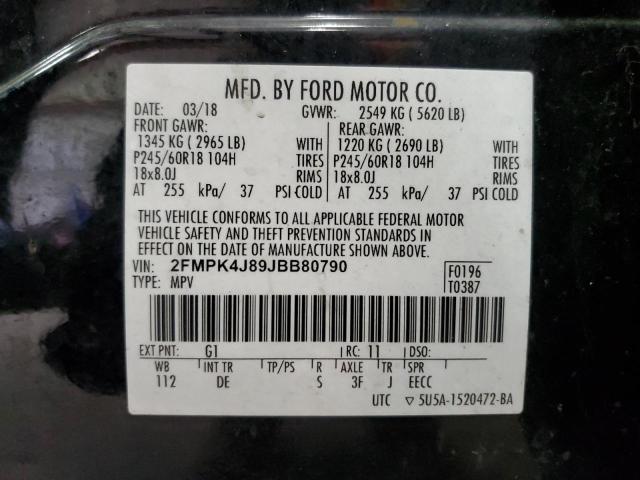 MFD. BY FORD MOTOR CO.
DATE: 03/18 GVWR: 2549 KG ( 5620 LB)
FRONT GAWR: REAR GAWR:
1345 KG ( 2965 LB) WITH 1220 KG ( 2690 LB) WITH
P245/60R18 104H TIRES P245/60R18 104H TIRES
18x8.0J RIMS 18x8.0J RIMS
AT 255 kPa/ 37 PSI COLD AT 255 kPa/ 37 PSI COLD
THIS VEHICLE CONFORMS TO ALL APPLICABLE FEDERAL MOTOR
VEHICLE SAFETY AND THEFT PREVENTION STANDARDS IN
EFFECT ON THE DATE OF MANUFACTURE SHOWN ABOVE.
VIN: 2FMPK4J89JBB80790 F0196
TYPE: MPV T0387
EXT PNT: G1 RC: 11 DSO:
WB INT TR TP/PS R AXLE TR SPR
112 DE S 3F J EECC
UTC ▽ 5U5A-1520472-BA